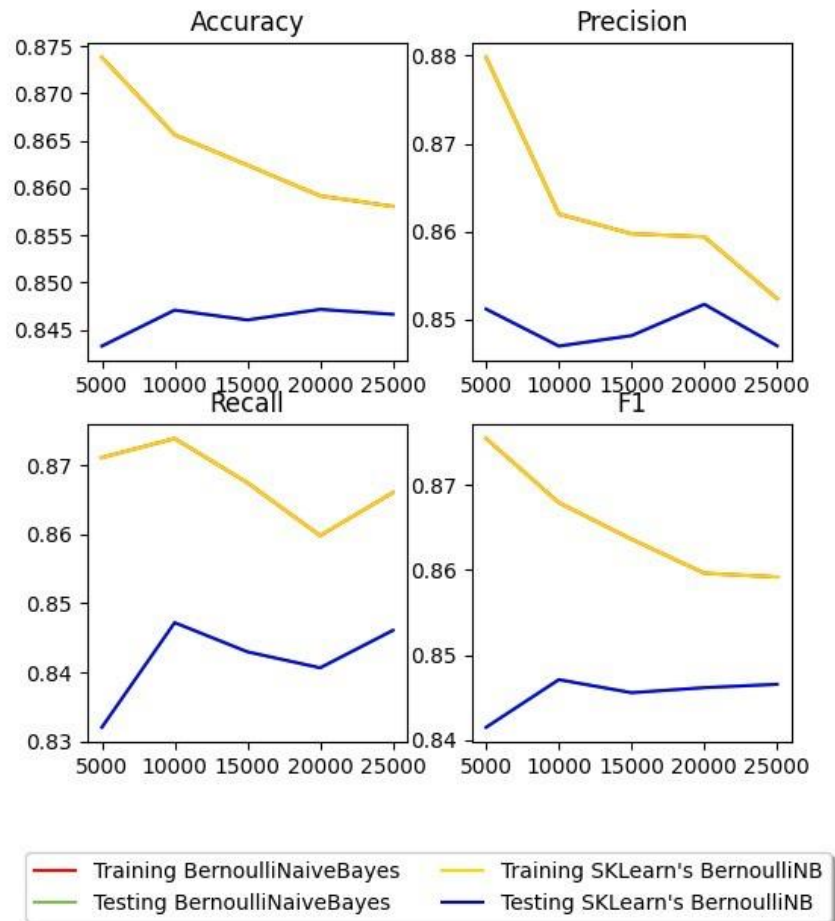 Accuracy
0.875
0.870
0.865
0.860
0.855
0.850
0.845
5000 10000 15000 20000 25000
Precision
0.88
0.87
0.86
0.85
5000 10000 15000 20000 25000
Recall
0.87
0.86
0.85
0.84
0.83
5000 10000 15000 20000 25000
F1
0.87
0.86
0.85
0.84
5000 10000 15000 20000 25000
Training BernoulliNaiveBayes
Testing BernoulliNaiveBayes
Training SKLearn's BernoulliNB
Testing SKLearn's BernoulliNB